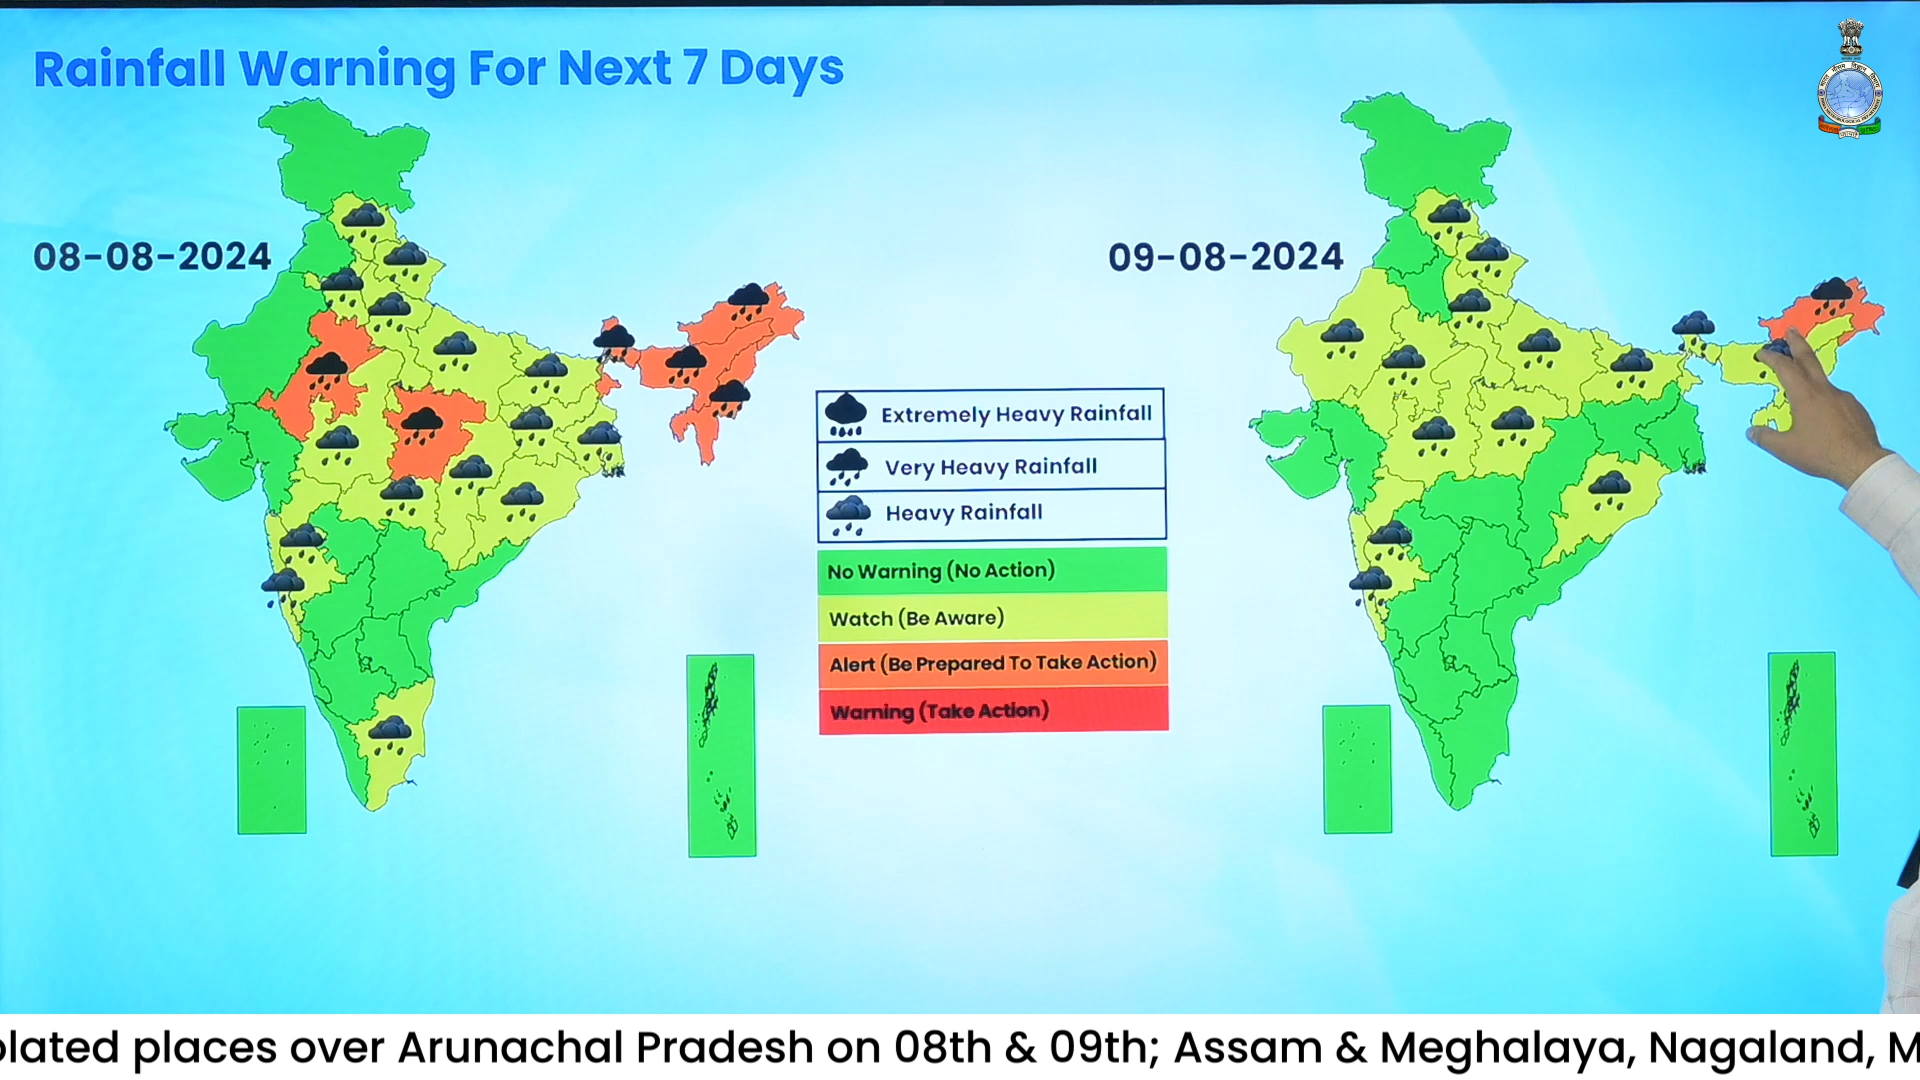 Rainfall Warning For Next 7 Days
08-08-2024
09-08-2024
Extremely Heavy Rainfall
Very Heavy Rainfall
Heavy Rainfall
No Warning (No Action)
Watch (Be Aware)
Alert (Be Prepared To Take Action)
Warning (Take Action)
olated places over Arunachal Pradesh on 08th & 09th; Assam & Meghalaya, Nagaland, M